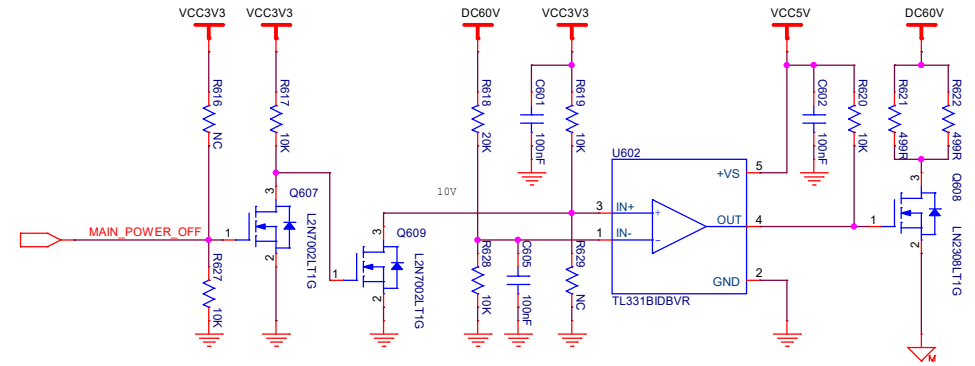 VCC3V3
VCC3V3
DC60V
VCC3V3
VCC5V
DC60V
R616
NC
R617
10K
R618
20K
C601
100nF
R619
10K
C602
100nF
R620
10K
R621
499R
R622
499R
U602
+VS
5
3
Q607
L2N7002LT1G
1
2
MAIN_POWER_OFF
R627
10K
10V
3
Q609
L2N7002LT1G
1
2
3
IN+
1
IN-
OUT
4
GND
2
TL331BIDBVR
R628
10K
C605
100nF
R629
NC
3
Q608
LN2308LT1G
1
2
M